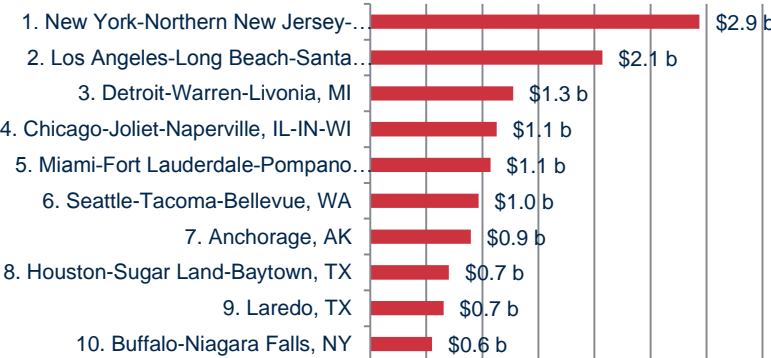 1. New York-Northern New Jersey-... $2.9 b
2. Los Angeles-Long Beach-Santa... $2.1 b
3. Detroit-Warren-Livonia, MI $1.3 b
4. Chicago-Joliet-Naperville, IL-IN-WI $1.1 b
5. Miami-Fort Lauderdale-Pompano... $1.1 b
6. Seattle-Tacoma-Bellevue, WA $1.0 b
7. Anchorage, AK $0.9 b
8. Houston-Sugar Land-Baytown, TX $0.7 b
9. Laredo, TX $0.7 b
10. Buffalo-Niagara Falls, NY $0.6 b